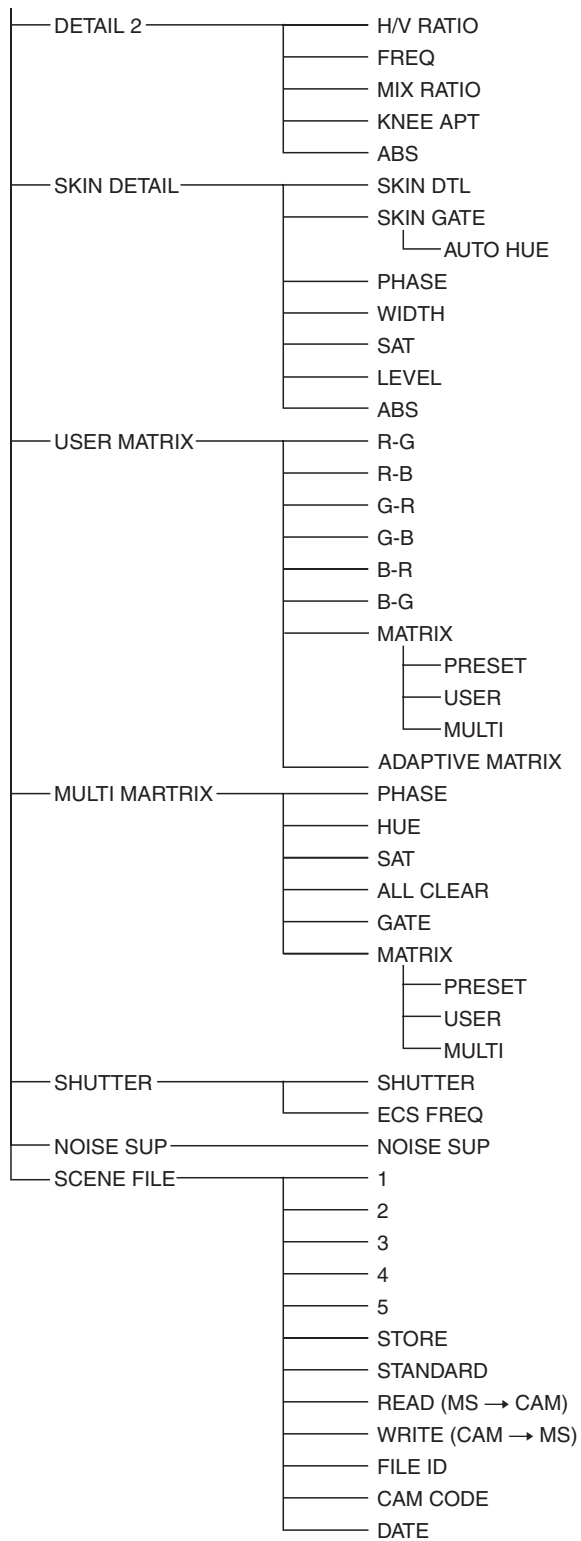 DETAIL 2 H/V RATIO
FREQ
MIX RATIO
KNEE APT
ABS
SKIN DETAIL SKIN DTL
SKIN GATE
AUTO HUE
PHASE
WIDTH
SAT
LEVEL
ABS
USER MATRIX R-G
R-B
G-R
G-B
B-R
B-G
MATRIX
PRESET
USER
MULTI
ADAPTIVE MATRIX
MULTI MARTRIX PHASE
HUE
SAT
ALL CLEAR
GATE
MATRIX
PRESET
USER
MULTI
SHUTTER SHUTTER
ECS FREQ
NOISE SUP NOISE SUP
SCENE FILE 1
2
3
4
5
STORE
STANDARD
READ (MS → CAM)
WRITE (CAM → MS)
FILE ID
CAM CODE
DATE